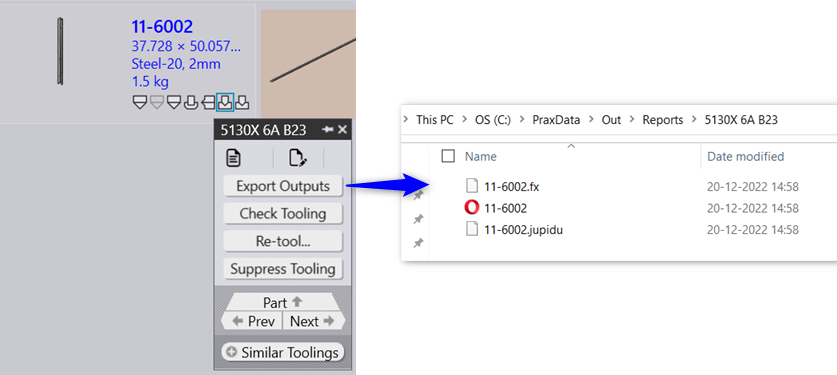 11-6002
37.728 × 50.057...
Steel-20, 2mm
1.5 kg
5130X 6A B23
Export Outputs
Check Tooling
Re-tool...
Suppress Tooling
Part
Prev Next
Similar Toolings
This PC > OS (C:) > PraxData > Out > Reports > 5130X 6A B23
Name Date modified
11-6002.fx 20-12-2022 14:58
11-6002 20-12-2022 14:58
11-6002.jupidu 20-12-2022 14:58